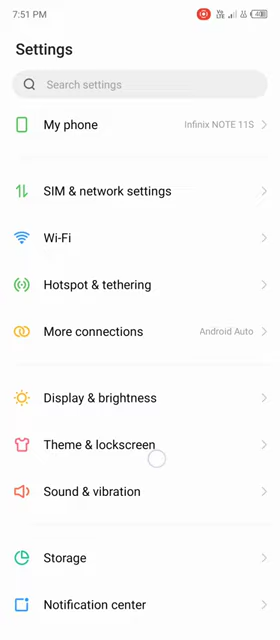 7:51 PM
Settings
Search settings
My phone
Infinix NOTE 11S
SIM & network settings
Wi-Fi
Hotspot & tethering
More connections
Android Auto
Display & brightness
Theme & lockscreen
Sound & vibration
Storage
Notification center